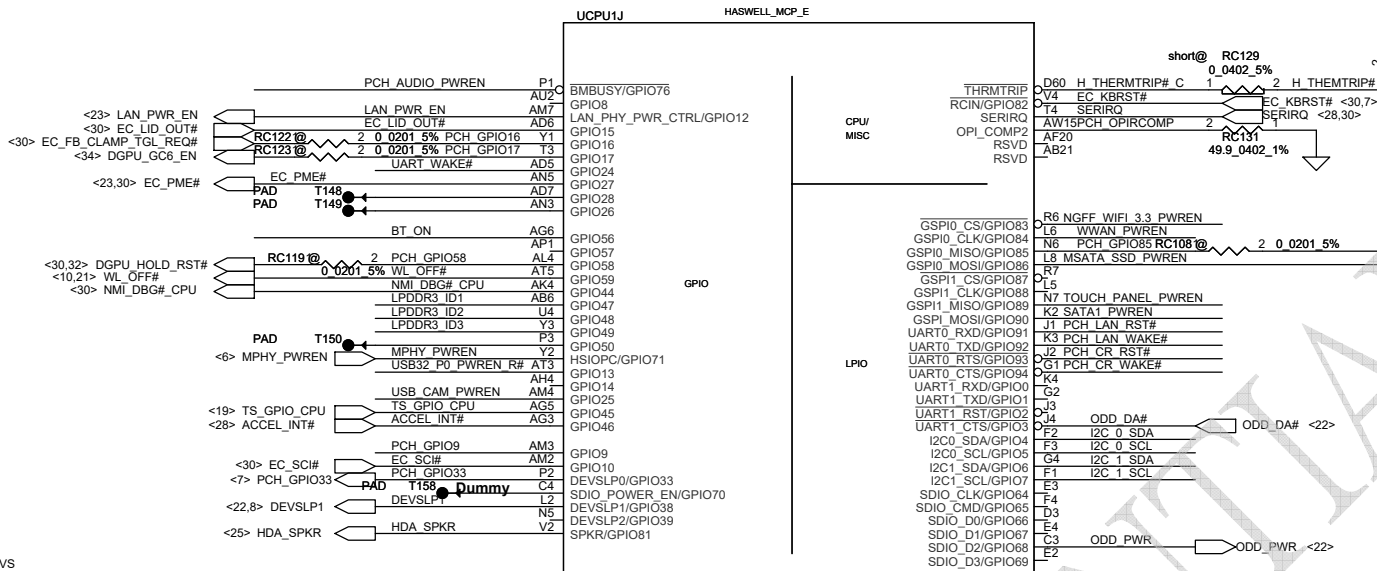 UCPU1J HASWELL_MCP_E
short@ RC129
0_0402_5%
PCH_AUDIO_PWREN P1 BMBUSY/GPIO76 CPU/ MISC THRMTRIP D60 H_THERMTRIP#_C 1 2 H_THEMTRIP#
AU2 GPIO8 RCIN/GPIO82 V4 EC_KBRST# EC_KBRST# <30,7>
<23> LAN_PWR_EN LAN_PWR_EN AM7 LAN_PHY_PWR_CTRL/GPIO12 SERIRQ T4 SERIRQ SERIRQ <28,30>
<30> EC_LID_OUT# EC_LID_OUT# AD6 GPIO15 OPI_COMP2 AW15 PCH_OPIRCOMP 2 1
<30> EC_FB_CLAMP_TGL_REQ# RC1221@ 2 0_0201_5% PCH_GPIO16 Y1 GPIO16 RSVD AF20 RC131
<34> DGPU_GC6_EN RC1231@ 2 0_0201_5% PCH_GPIO17 T3 GPIO17 RSVD AB21 49.9_0402_1%
UART_WAKE# AD5 GPIO24
<23,30> EC_PME# EC_PME# AN5 GPIO27
PAD T148 AD7 GPIO28
PAD T149 AN3 GPIO26
BT_ON AG6 GPIO56 GSPI0_CS/GPIO83 R6 NGFF_WIFI_3.3_PWREN
AP1 GPIO57 GSPI0_CLK/GPIO84 L6 WWAN_PWREN
<30,32> DGPU_HOLD_RST# RC1191@ 2 0_0201_5% PCH_GPIO58 AL4 GPIO58 GSPI0_MISO/GPIO85 N6 PCH_GPIO85 RC1081@ 2 0_0201_5%
<10,21> WL_OFF# WL_OFF# AT5 GPIO59 GSPI0_MOSI/GPIO86 L8 MSATA_SSD_PWREN
<30> NMI_DBG#_CPU NMI_DBG#_CPU AK4 GPIO44 GPIO GSPI1_CS/GPIO87 R7
LPDDR3_ID1 AB6 GPIO47 GSPI1_CLK/GPIO88 L5
LPDDR3_ID2 U4 GPIO48 GSPI1_MISO/GPIO89 N7 TOUCH_PANEL_PWREN
LPDDR3_ID3 Y3 GPIO49 GSPI_MOSI/GPIO90 K2 SATA1_PWREN
PAD T150 P3 GPIO50 UART0_RXD/GPIO91 J1 PCH_LAN_RST#
<6> MPHY_PWREN MPHY_PWREN Y2 HSIOPC/GPIO71 UART0_TXD/GPIO92 K3 PCH_LAN_WAKE#
USB32_P0_PWREN_R# AT3 GPIO13 LPIO UART0_RTS/GPIO93 J2 PCH_CR_RST#
AH4 GPIO14 UART0_CTS/GPIO94 G1 PCH_CR_WAKE#
USB_CAM_PWREN AM4 GPIO25 UART1_RXD/GPIO0 K4
<19> TS_GPIO_CPU TS_GPIO_CPU AG5 GPIO45 UART1_TXD/GPIO1 G2
<28> ACCEL_INT# ACCEL_INT# AG3 GPIO46 UART1_RST/GPIO2 J3
UART1_CTS/GPIO3 J4 ODD_DA# ODD_DA# <22>
PCH_GPIO9 AM3 GPIO9 I2C0_SDA/GPIO4 F2 I2C_0_SDA
<30> EC_SCI# EC_SCI# AM2 GPIO10 I2C0_SCL/GPIO5 F3 I2C_0_SCL
<7> PCH_GPIO33 PCH_GPIO33 P2 DEVSLP0/GPIO33 I2C1_SDA/GPIO6 G4 I2C_1_SDA
PAD T158 Dummy C4 SDIO_POWER_EN/GPIO70 I2C1_SCL/GPIO7 F1 I2C_1_SCL
<22,8> DEVSLP1 DEVSLP1 L2 DEVSLP1/GPIO38 SDIO_CLK/GPIO64 E3
N5 DEVSLP2/GPIO39 SDIO_CMD/GPIO65 F4
<25> HDA_SPKR HDA_SPKR V2 SPKR/GPIO81 SDIO_D0/GPIO66 D3
SDIO_D1/GPIO67 E4
SDIO_D2/GPIO68 C3 ODD_PWR ODD_PWR <22>
SDIO_D3/GPIO69 E2
VS